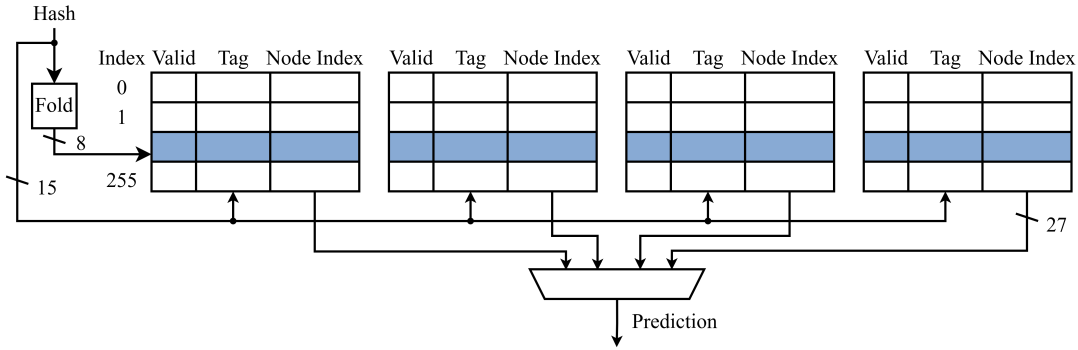 Hash
Index Valid Tag Node Index Valid Tag Node Index Valid Tag Node Index Valid Tag Node Index
0
Fold
1
8
15
255
27
Prediction